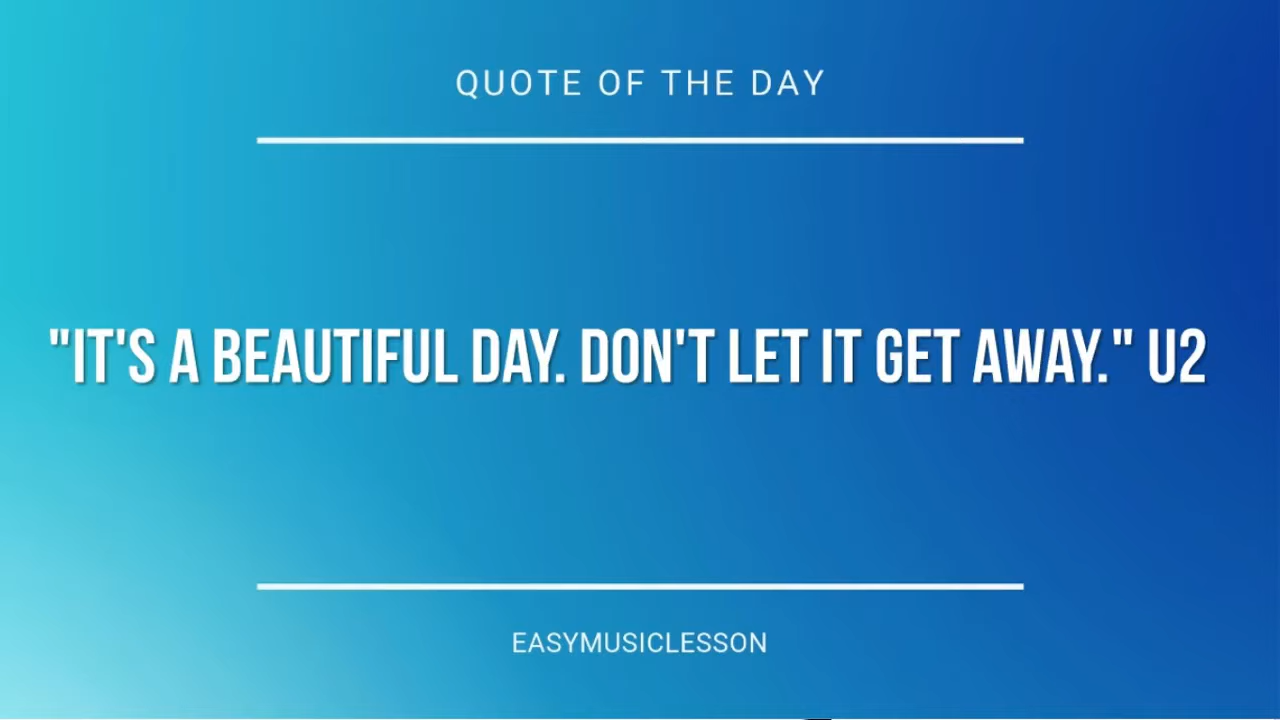 QUOTE OF THE DAY
"IT'S A BEAUTIFUL DAY. DON'T LET IT GET AWAY." U2
EASYMUSICLESSON